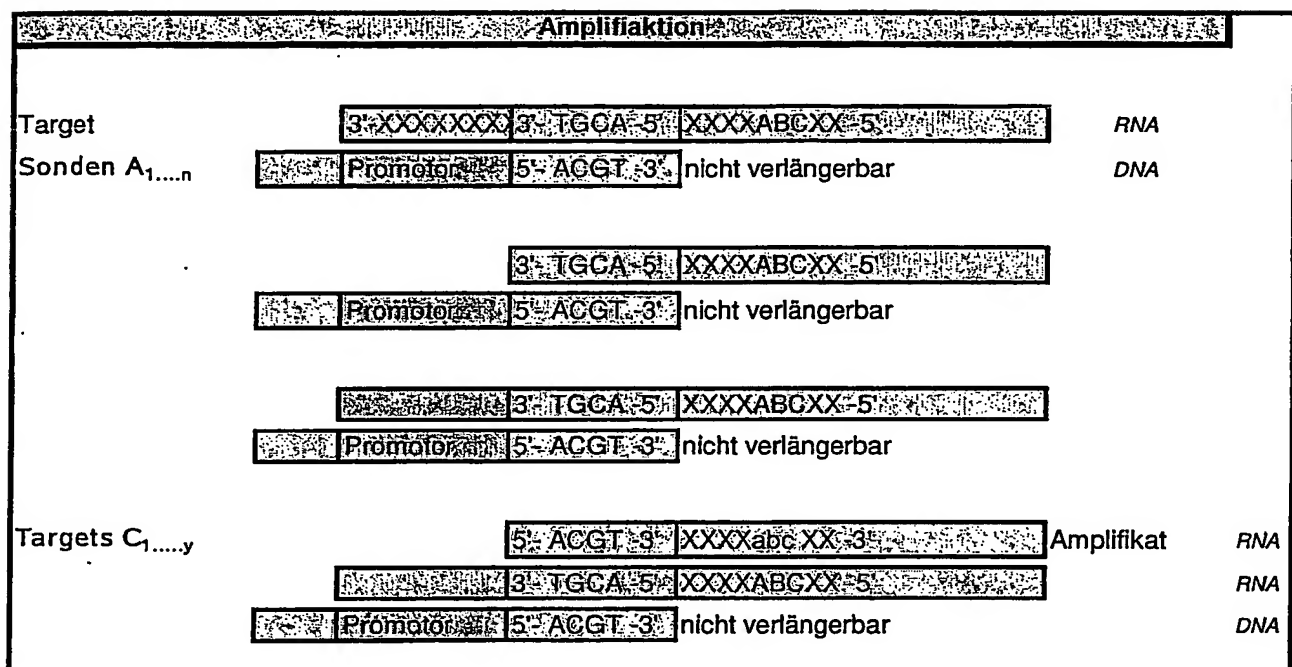 Amplifiaktion
Target 3'-XXXXXXX 3'- TGCA -5' XXXXABCXX -5' RNA
Sonden A1.....n Promotor 5'- ACGT -3' nicht verlängerbar DNA
3'- TGCA -5' XXXXABCXX -5'
Promotor 5'- ACGT -3' nicht verlängerbar
3'- TGCA -5' XXXXABCXX -5'
Promotor 5'- ACGT -3' nicht verlängerbar
Targets C1.....y 5'- ACGT -3' XXXXabc XX -3' Amplifikat RNA
3'- TGCA -5' XXXXABCXX -5' RNA
Promotor 5'- ACGT -3' nicht verlängerbar DNA